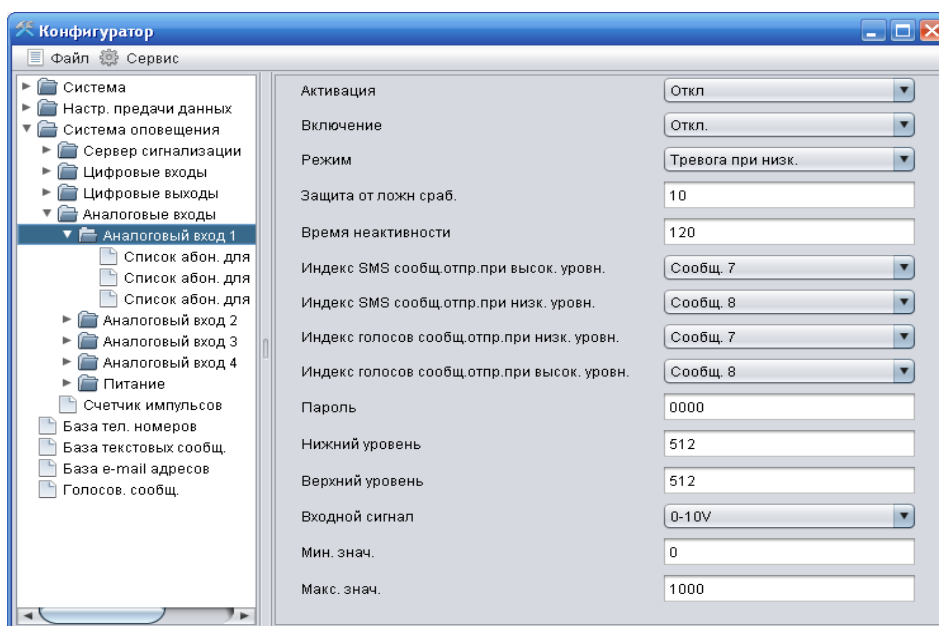 Конфигуратор
Файл Сервис
Система
Настр. предачи данных
Система оповещения
Сервер сигнализации
Цифровые входы
Цифровые выходы
Аналоговые входы
Аналоговый вход 1
Список абон. для
Список абон. для
Список абон. для
Аналоговый вход 2
Аналоговый вход 3
Аналоговый вход 4
Питание
Счетчик импульсов
База тел. номеров
База текстовых сообщ.
База e-mail адресов
Голосов. сообщ.
Активация Откл
Включение Откл.
Режим Тревога при низк.
Защита от ложн сраб. 10
Время неактивности 120
Индекс SMS сообщ.отпр.при высок. уровн. Сообщ. 7
Индекс SMS сообщ.отпр.при низк. уровн. Сообщ. 8
Индекс голосов сообщ.отпр.при низк. уровн. Сообщ. 7
Индекс голосов сообщ.отпр.при высок. уровн. Сообщ. 8
Пароль 0000
Нижний уровень 512
Верхний уровень 512
Входной сигнал 0-10V
Мин. знач. 0
Макс. знач. 1000